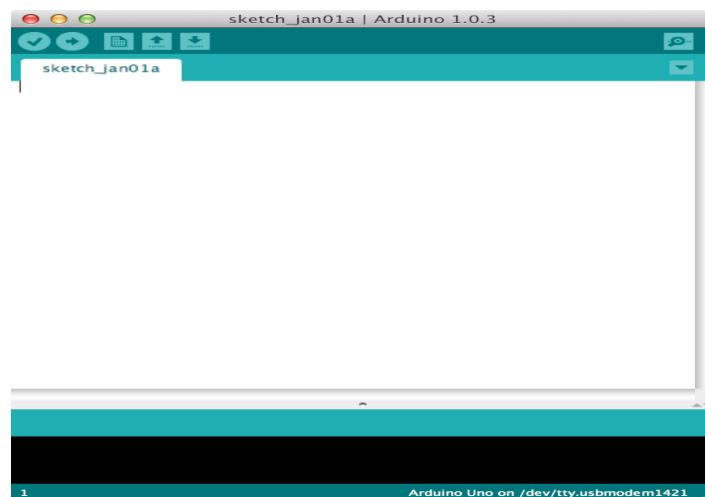 sketch_jan01a | Arduino 1.0.3
sketch_jan01a
1
Arduino Uno on /dev/tty.usbmodem1421